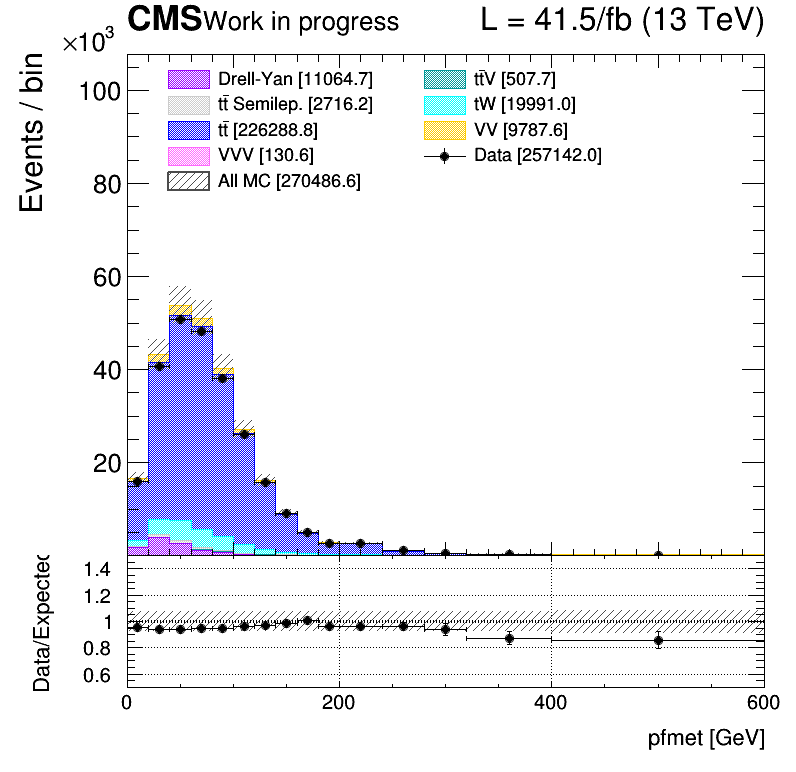 CMS Work in progress L = 41.5/fb (13 TeV)
×10³
Events / bin
100
80
60
40
20
Drell-Yan [11064.7]
tt̄ Semilep. [2716.2]
tt̄ [226288.8]
VVV [130.6]
All MC [270486.6]
tt̄V [507.7]
tW [19991.0]
VV [9787.6]
Data [257142.0]
Data/Expected
1.4
1.2
1
0.8
0.6
0 200 400 600
pfmet [GeV]